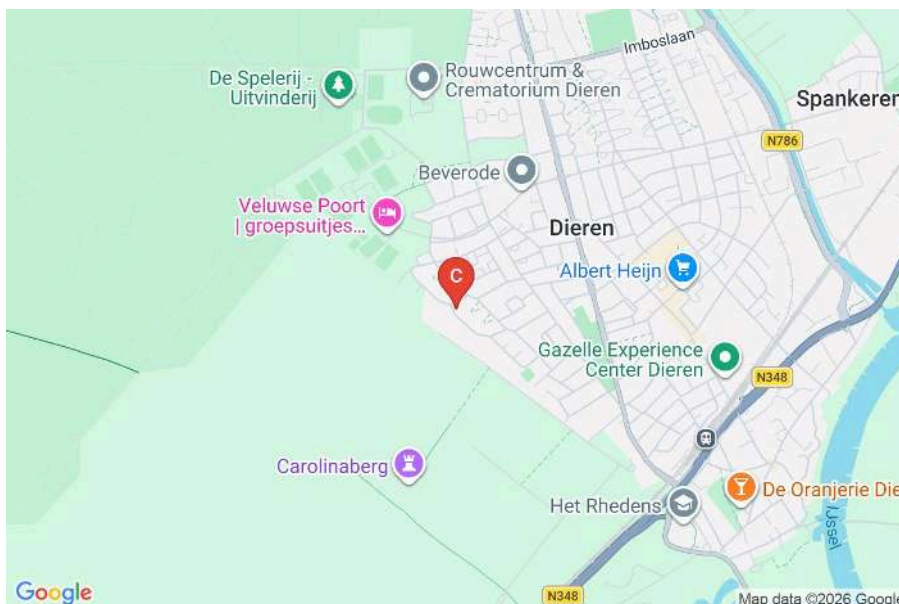 Imboslaan
De Spelerij -
Uitvinderij
Rouwcentrum &
Crematorium Dieren
Spankeren
N786
Beverode
Veluwse Poort
| groepsuitjes...
Dieren
C
Albert Heijn
Gazelle Experience
Center Dieren
N348
Carolinaberg
Het Rhedens
De Oranjerie Die
IJssel
Google
N348
Map data ©2026 Google